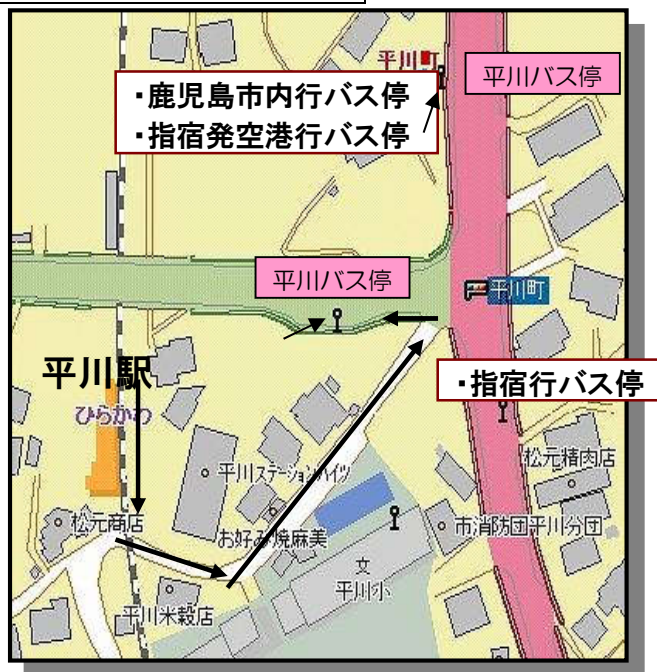 平川町
平川バス停
・鹿児島市内行バス停
・指宿発空港行バス停
平川バス停
平川町
平川駅
ひらかわ
・指宿行バス停
平川ステーションハイツ
松元精肉店
松元商店
お好み焼麻美
市消防団平川分団
文
平川小
平川米穀店